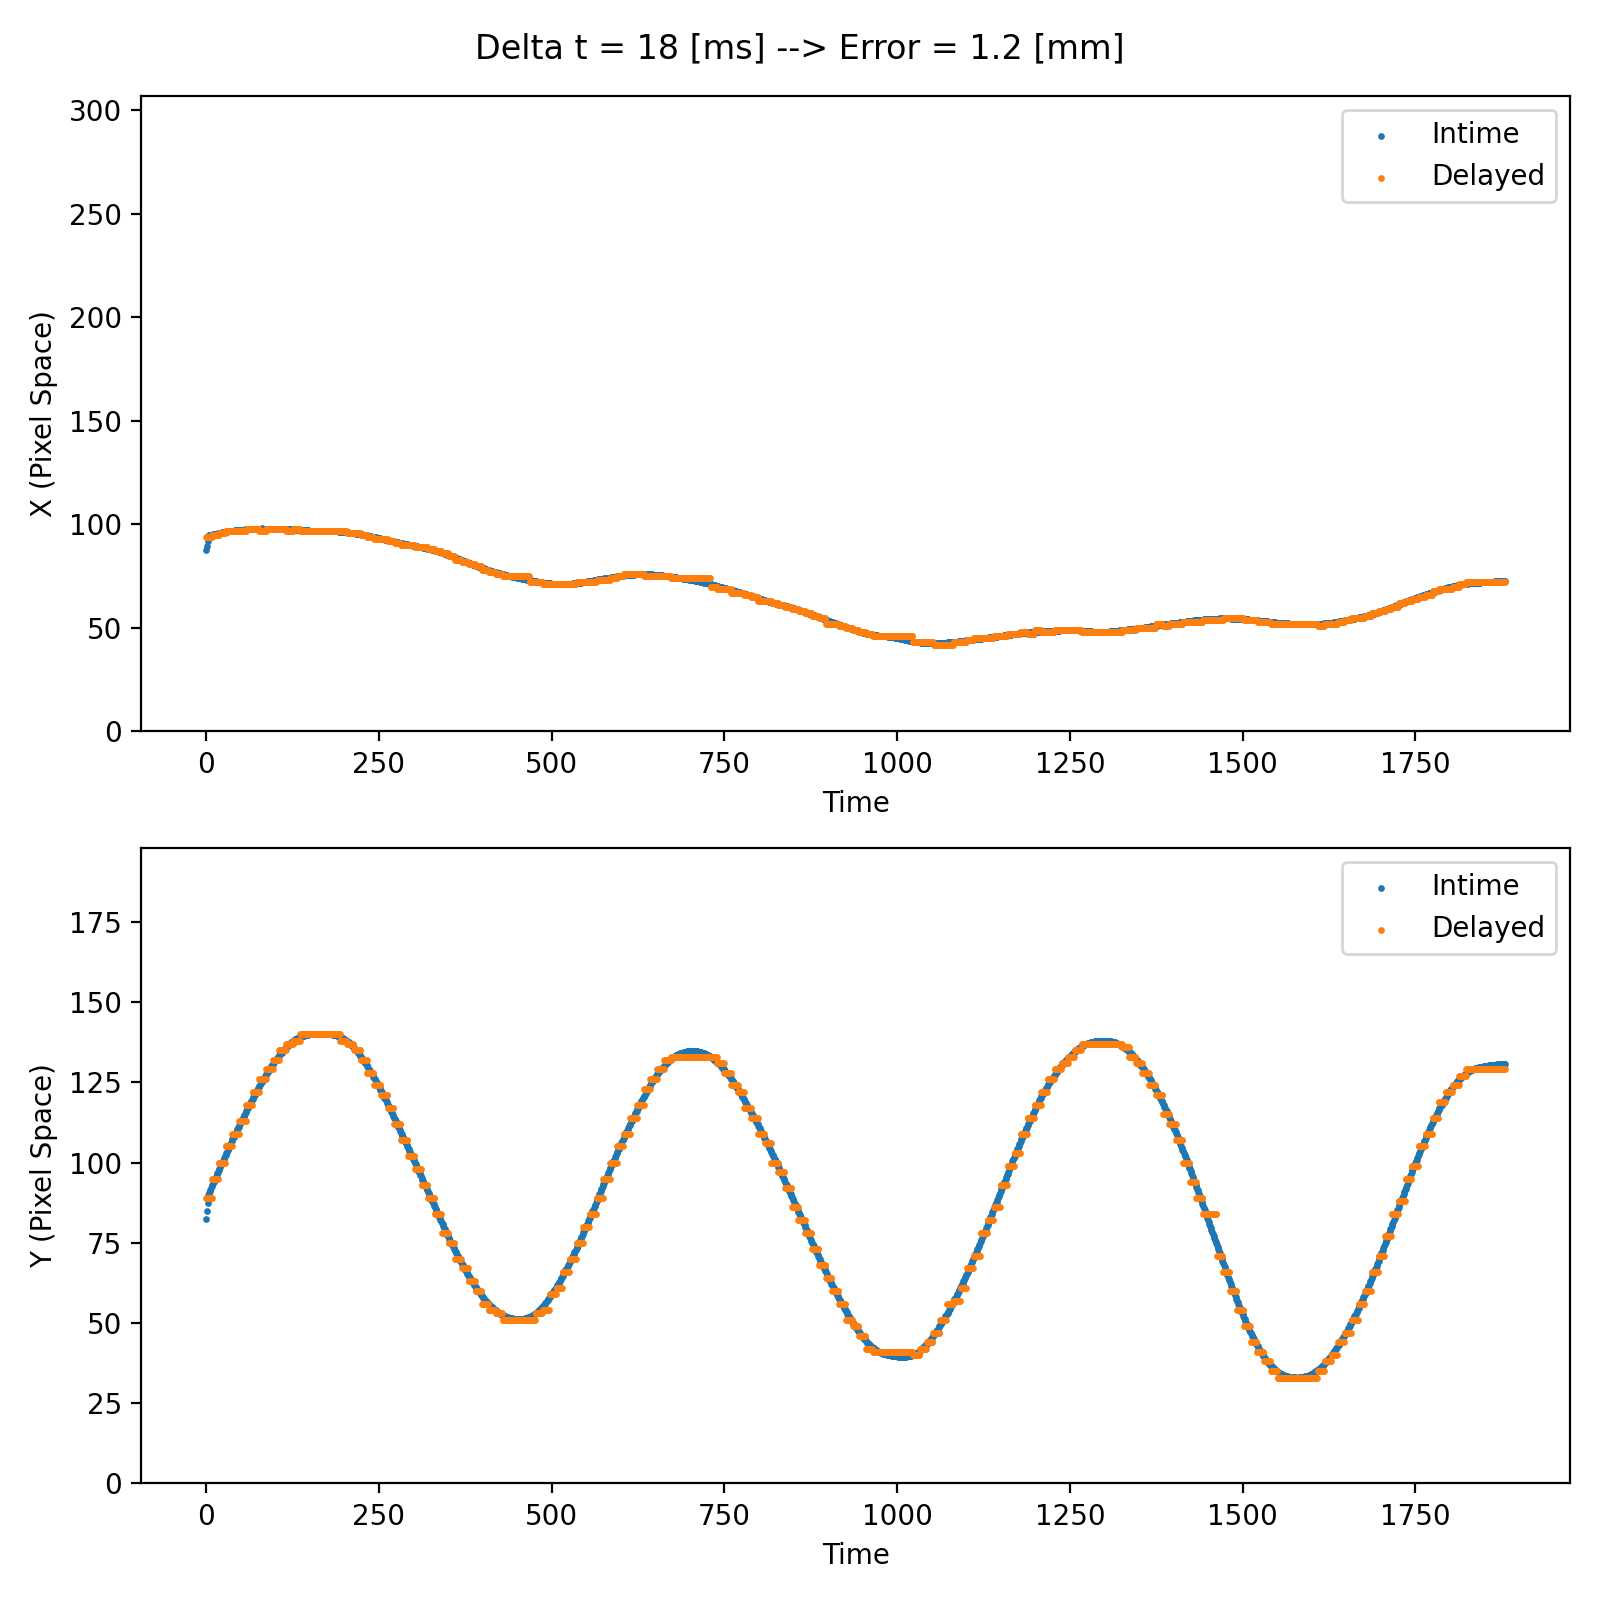 Delta t = 18 [ms] --> Error = 1.2 [mm]
300
250
200
150
100
50
0
X (Pixel Space)
Intime
Delayed
0 250 500 750 1000 1250 1500 1750
Time
175
150
125
100
75
50
25
0
Y (Pixel Space)
Intime
Delayed
0 250 500 750 1000 1250 1500 1750
Time